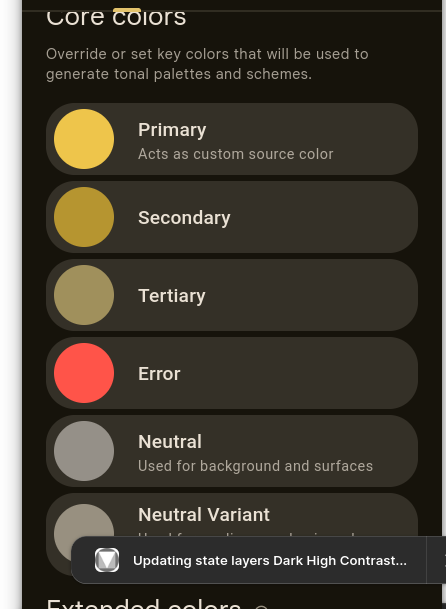 Core colors
Override or set key colors that will be used to
generate tonal palettes and schemes.
Primary
Acts as custom source color
Secondary
Tertiary
Error
Neutral
Used for background and surfaces
Neutral Variant
Updating state layers Dark High Contrast...
Extended colors